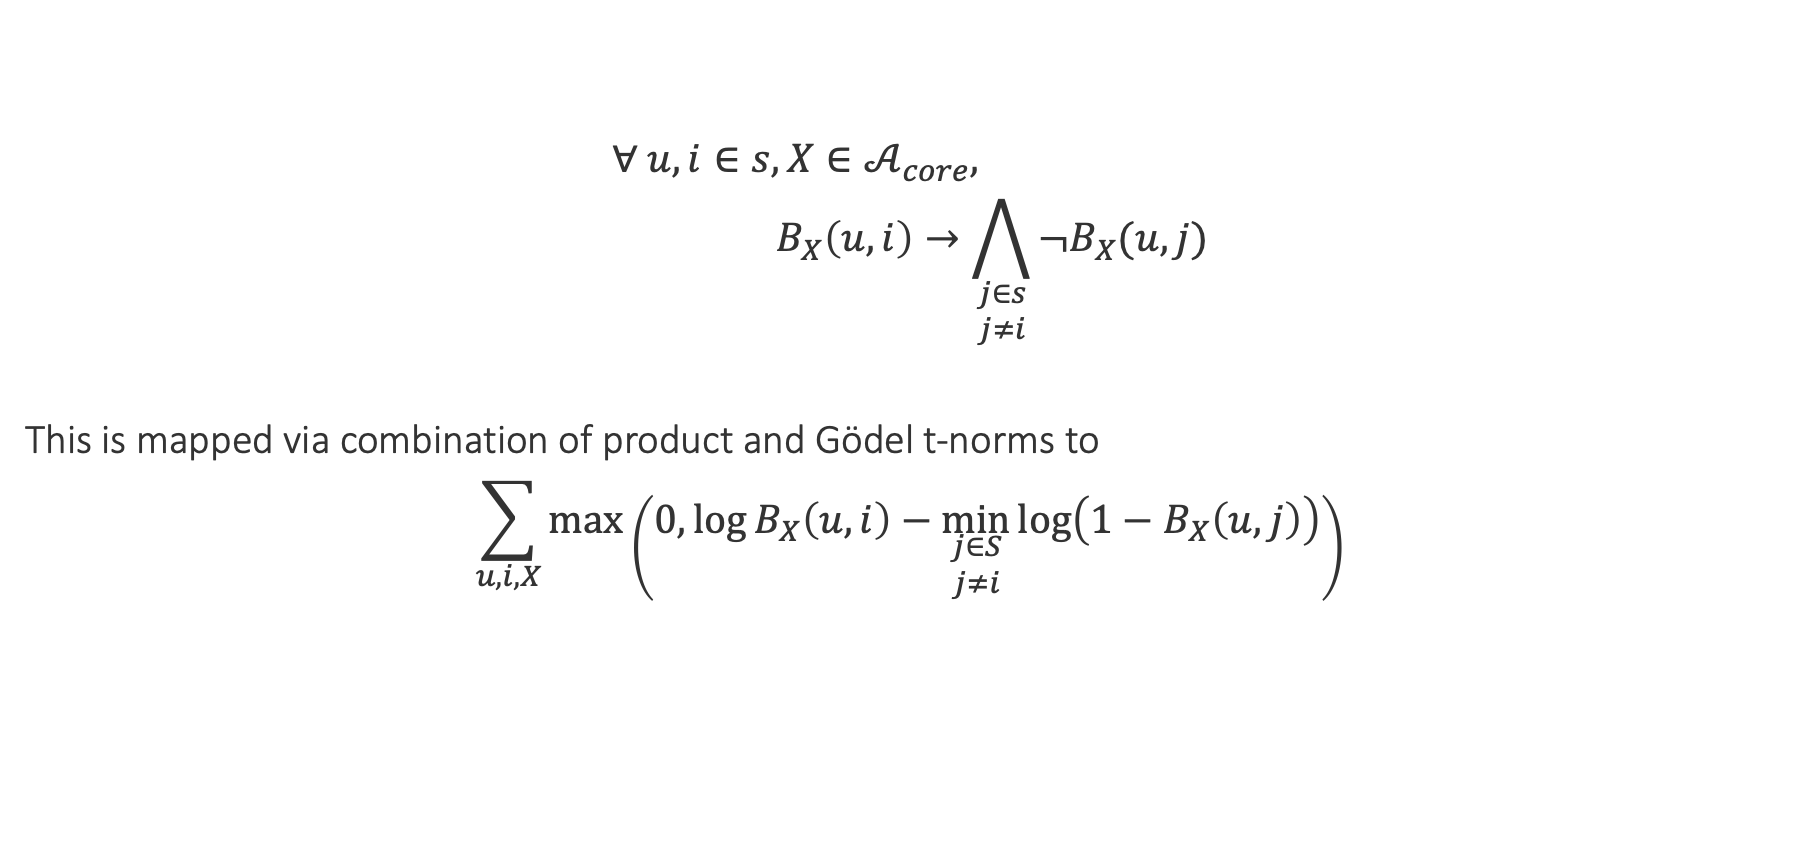 ∀ u, i ∈ s, X ∈ 𝒜_core,
B_X(u, i) → ⋀_{j∈s, j≠i} ¬B_X(u, j)
This is mapped via combination of product and Gödel t-norms to
∑_{u,i,X} max(0, log B_X(u, i) − min_{j∈S, j≠i} log(1 − B_X(u, j)))